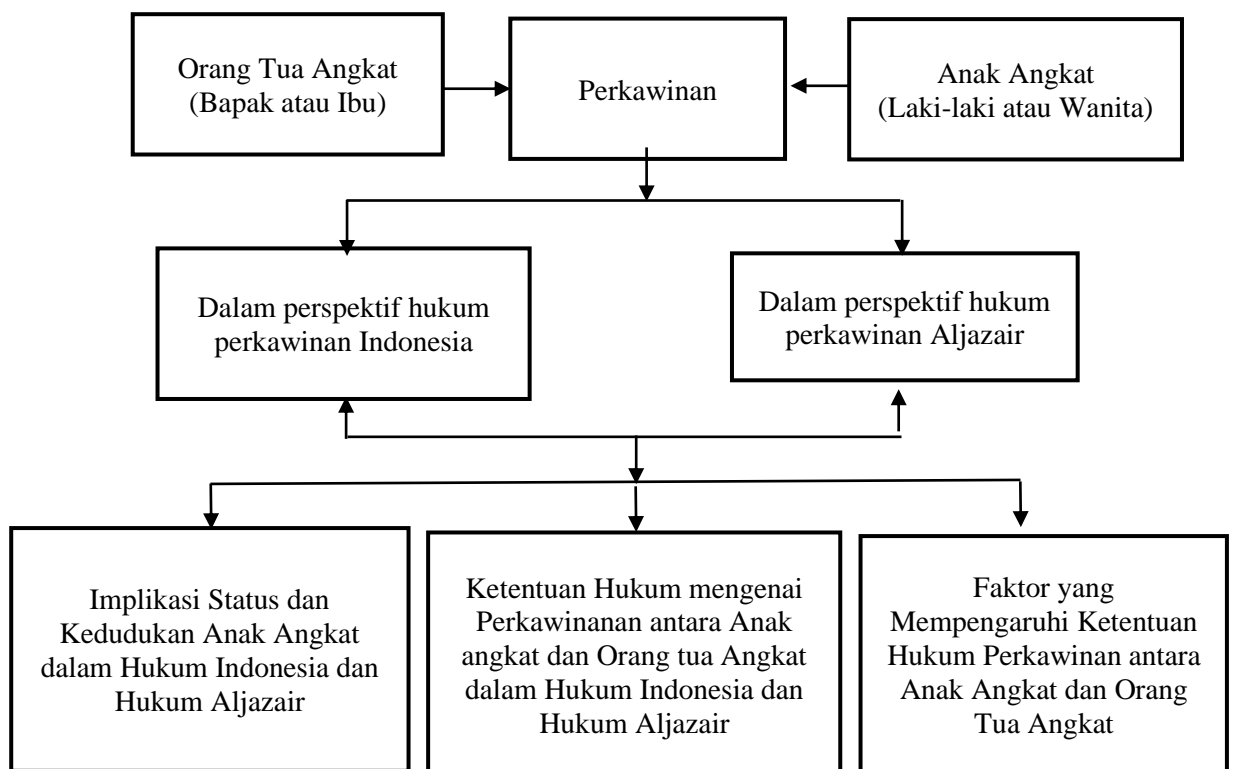 Orang Tua Angkat
(Bapak atau Ibu)
Perkawinan
Anak Angkat
(Laki-laki atau Wanita)
Dalam perspektif hukum
perkawinan Indonesia
Dalam perspektif hukum
perkawinan Aljazair
Implikasi Status dan
Kedudukan Anak Angkat
dalam Hukum Indonesia dan
Hukum Aljazair
Ketentuan Hukum mengenai
Perkawinanan antara Anak
angkat dan Orang tua Angkat
dalam Hukum Indonesia dan
Hukum Aljazair
Faktor yang
Mempengaruhi Ketentuan
Hukum Perkawinan antara
Anak Angkat dan Orang
Tua Angkat